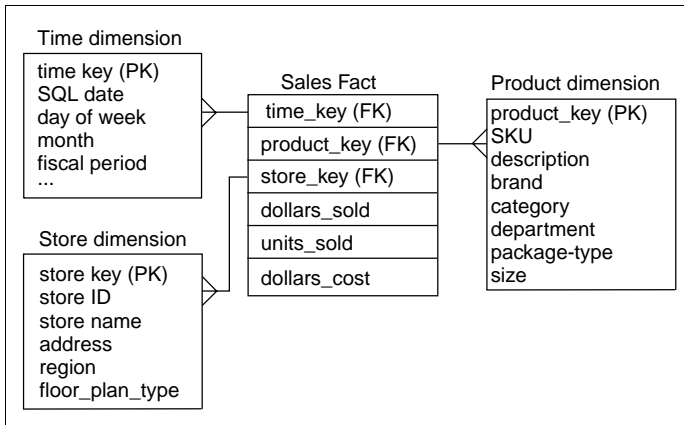 Time dimension
time key (PK)
SQL date
day of week
month
fiscal period
...
Sales Fact
time_key (FK)
product_key (FK)
store_key (FK)
dollars_sold
units_sold
dollars_cost
Product dimension
product_key (PK)
SKU
description
brand
category
department
package-type
size
Store dimension
store key (PK)
store ID
store name
address
region
floor_plan_type